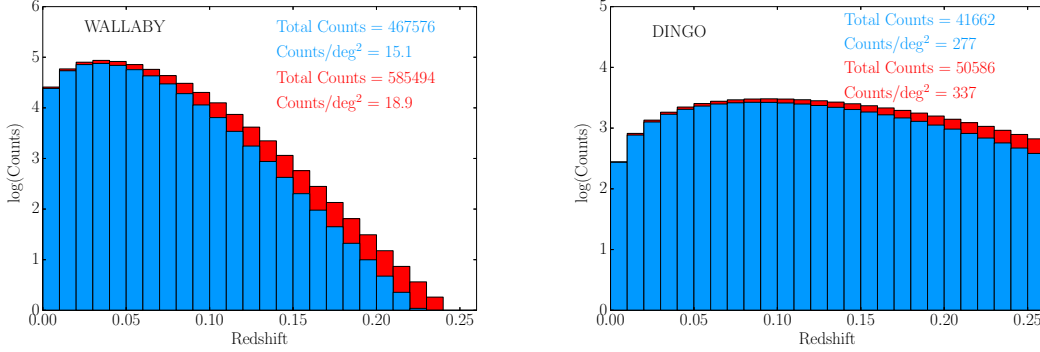 WALLABY
Total Counts = 467576
Counts/deg² = 15.1
Total Counts = 585494
Counts/deg² = 18.9
6
5
4
3
2
1
0
log(Counts)
0.00 0.05 0.10 0.15 0.20 0.25
Redshift
DINGO
Total Counts = 41662
Counts/deg² = 277
Total Counts = 50586
Counts/deg² = 337
5
4
3
2
1
0
log(Counts)
0.00 0.05 0.10 0.15 0.20 0.25
Redshift